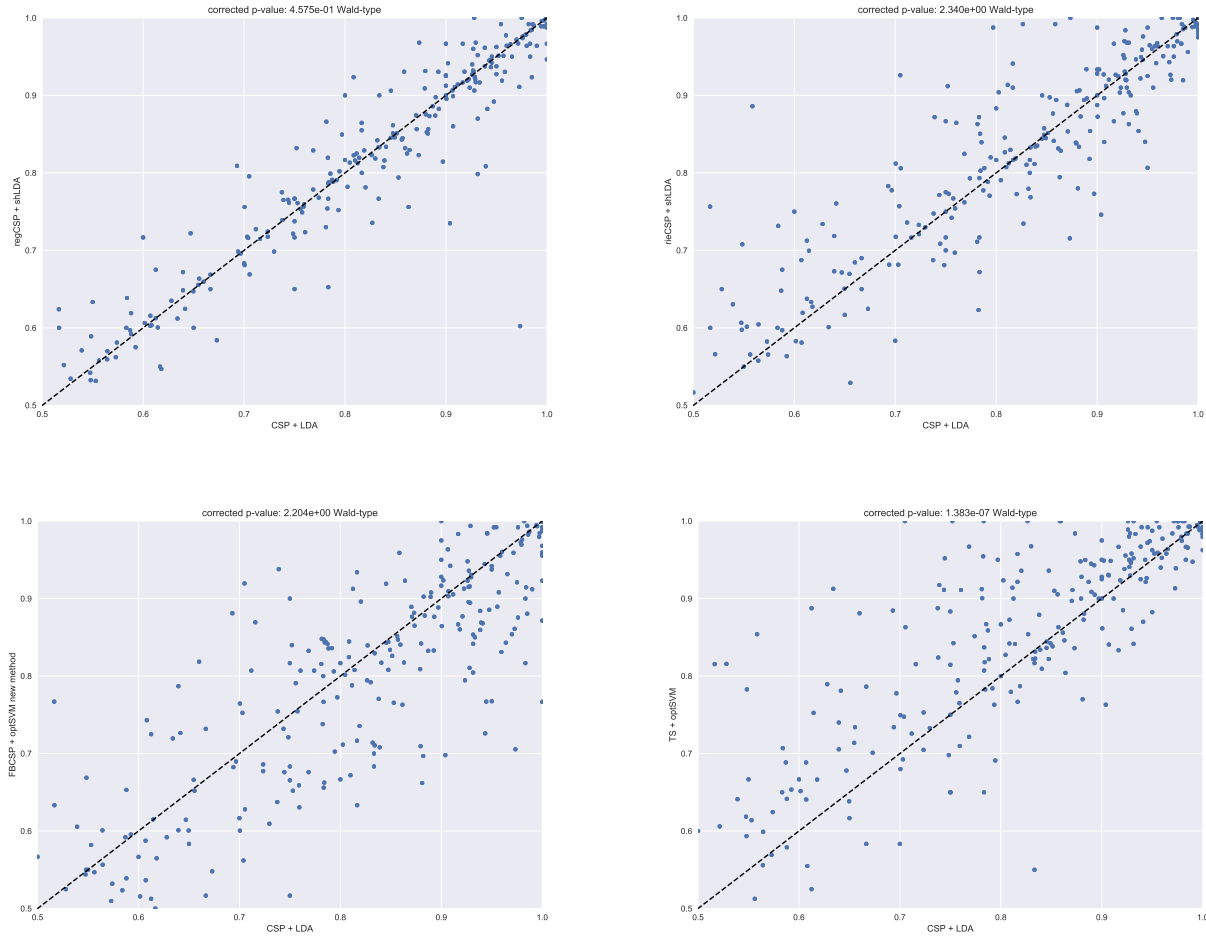 corrected p-value: 4.575e-01 Wald-type
1.0
0.9
0.8
0.7
0.6
0.5
regCSP + shLDA
0.5 0.6 0.7 0.8 0.9 1.0
CSP + LDA
corrected p-value: 2.340e+00 Wald-type
1.0
0.9
0.8
0.7
0.6
0.5
rieCSP + shLDA
0.5 0.6 0.7 0.8 0.9 1.0
CSP + LDA
corrected p-value: 2.204e+00 Wald-type
1.0
0.9
0.8
0.7
0.6
0.5
FBCSP + optSVM new method
0.5 0.6 0.7 0.8 0.9 1.0
CSP + LDA
corrected p-value: 1.383e-07 Wald-type
1.0
0.9
0.8
0.7
0.6
0.5
TS + optSVM
0.5 0.6 0.7 0.8 0.9 1.0
CSP + LDA